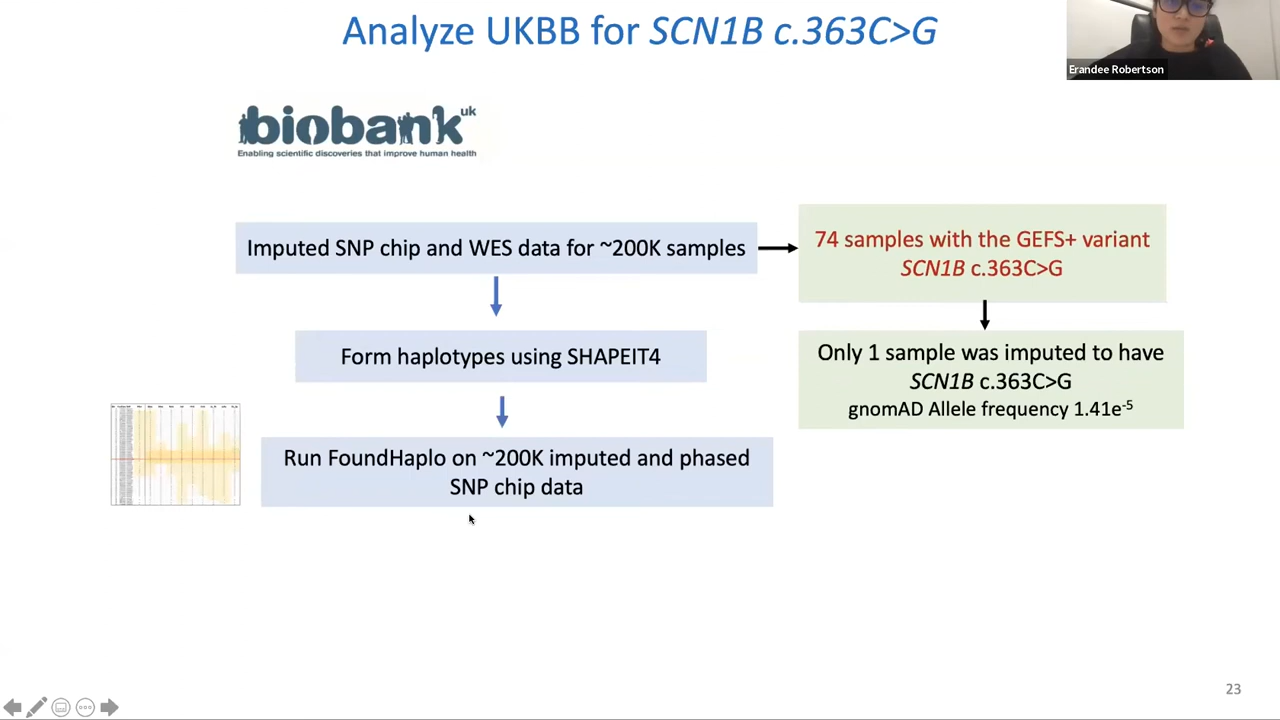 Analyze UKBB for SCN1B c.363C>G
Erandee Robertson
biobank uk
Enabling scientific discoveries that improve human health
Imputed SNP chip and WES data for ~200K samples
74 samples with the GEFS+ variant
SCN1B c.363C>G
Form haplotypes using SHAPEIT4
Only 1 sample was imputed to have
SCN1B c.363C>G
gnomAD Allele frequency 1.41e-5
Run FoundHaplo on ~200K imputed and phased
SNP chip data
23